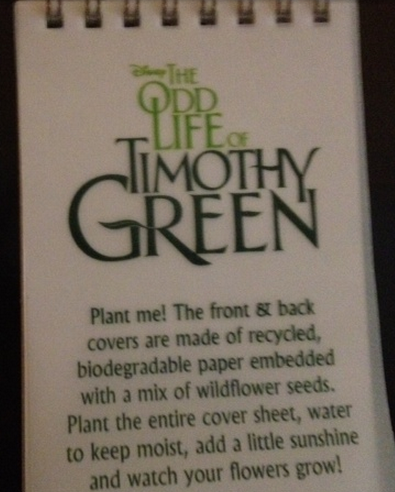 Disney THE
ODD
LIFE OF
TIMOTHY
GREEN
Plant me! The front & back
covers are made of recycled,
biodegradable paper embedded
with a mix of wildflower seeds.
Plant the entire cover sheet, water
to keep moist, add a little sunshine
and watch your flowers grow!